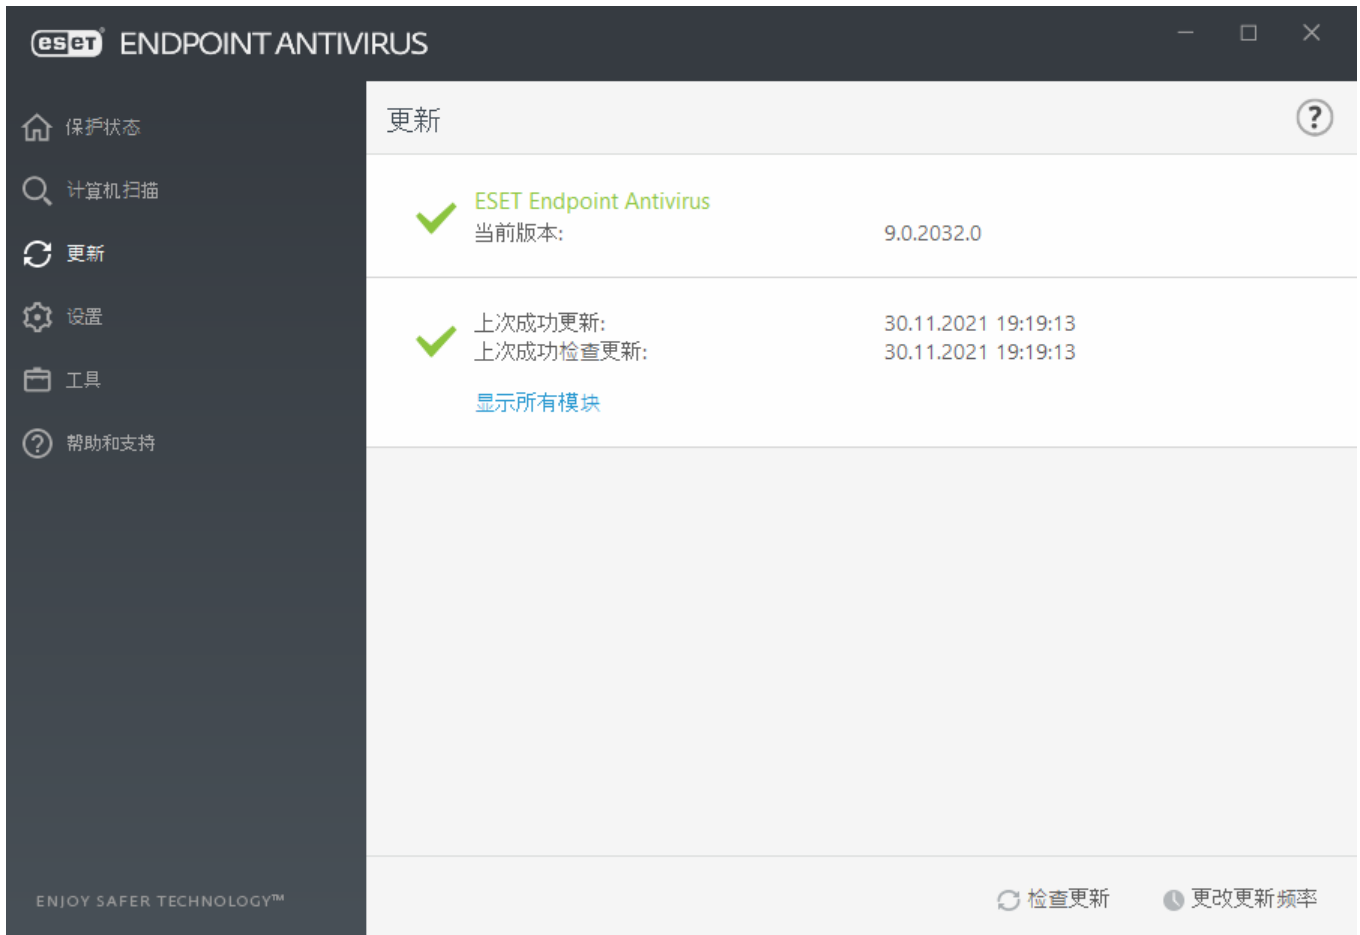 eset ENDPOINT ANTIVIRUS
保护状态
计算机扫描
更新
设置
工具
帮助和支持
ENJOY SAFER TECHNOLOGY™
更新
?
ESET Endpoint Antivirus
当前版本: 9.0.2032.0
上次成功更新: 30.11.2021 19:19:13
上次成功检查更新: 30.11.2021 19:19:13
显示所有模块
检查更新 更改更新频率